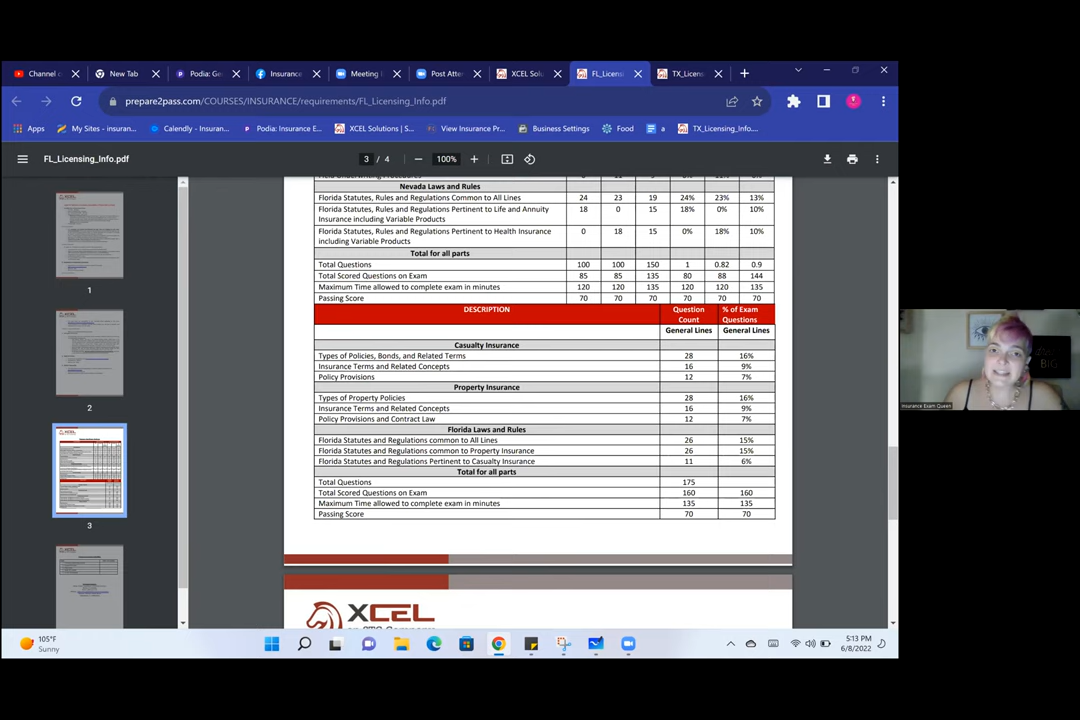 Channel
New Tab
Podia: Ge
Insurance
Meeting
Post Atte
XCEL Solu
FL_Licensi
TX_Licens
prepare2pass.com/COURSES/INSURANCE/requirements/FL_Licensing_Info.pdf
Apps
My Sites - insuran...
Calendly - Insuran...
Podia: Insurance E...
XCEL Solutions | S...
View Insurance Pr...
Business Settings
Food
a
TX_Licensing_Info....
FL_Licensing_Info.pdf
3 / 4
100%
Nevada Laws and Rules
Florida Statutes, Rules and Regulations Common to All Lines 24 23 19 24% 23% 13%
Florida Statutes, Rules and Regulations Pertinent to Life and Annuity 18 0 15 18% 0% 10%
Insurance including Variable Products
Florida Statutes, Rules and Regulations Pertinent to Health Insurance 0 18 15 0% 18% 10%
including Variable Products
Total for all parts
Total Questions 100 100 150 1 0.82 0.9
Total Scored Questions on Exam 85 85 135 80 88 144
Maximum Time allowed to complete exam in minutes 120 120 135 120 120 135
Passing Score 70 70 70 70 70 70
DESCRIPTION Question % of Exam
Count Questions
General Lines General Lines
Casualty Insurance
Types of Policies, Bonds, and Related Terms 28 16%
Insurance Terms and Related Concepts 16 9%
Policy Provisions 12 7%
Property Insurance
Types of Property Policies 28 16%
Insurance Terms and Related Concepts 16 9%
Policy Provisions and Contract Law 12 7%
Florida Laws and Rules
Florida Statutes and Regulations common to All Lines 26 15%
Florida Statutes and Regulations common to Property Insurance 26 15%
Florida Statutes and Regulations Pertinent to Casualty Insurance 11 6%
Total for all parts
Total Questions 175
Total Scored Questions on Exam 160 160
Maximum Time allowed to complete exam in minutes 135 135
Passing Score 70 70
XCEL
1
2
3
BIG
Insurance Exam Queen
105°F
Sunny
5:13 PM
6/8/2022